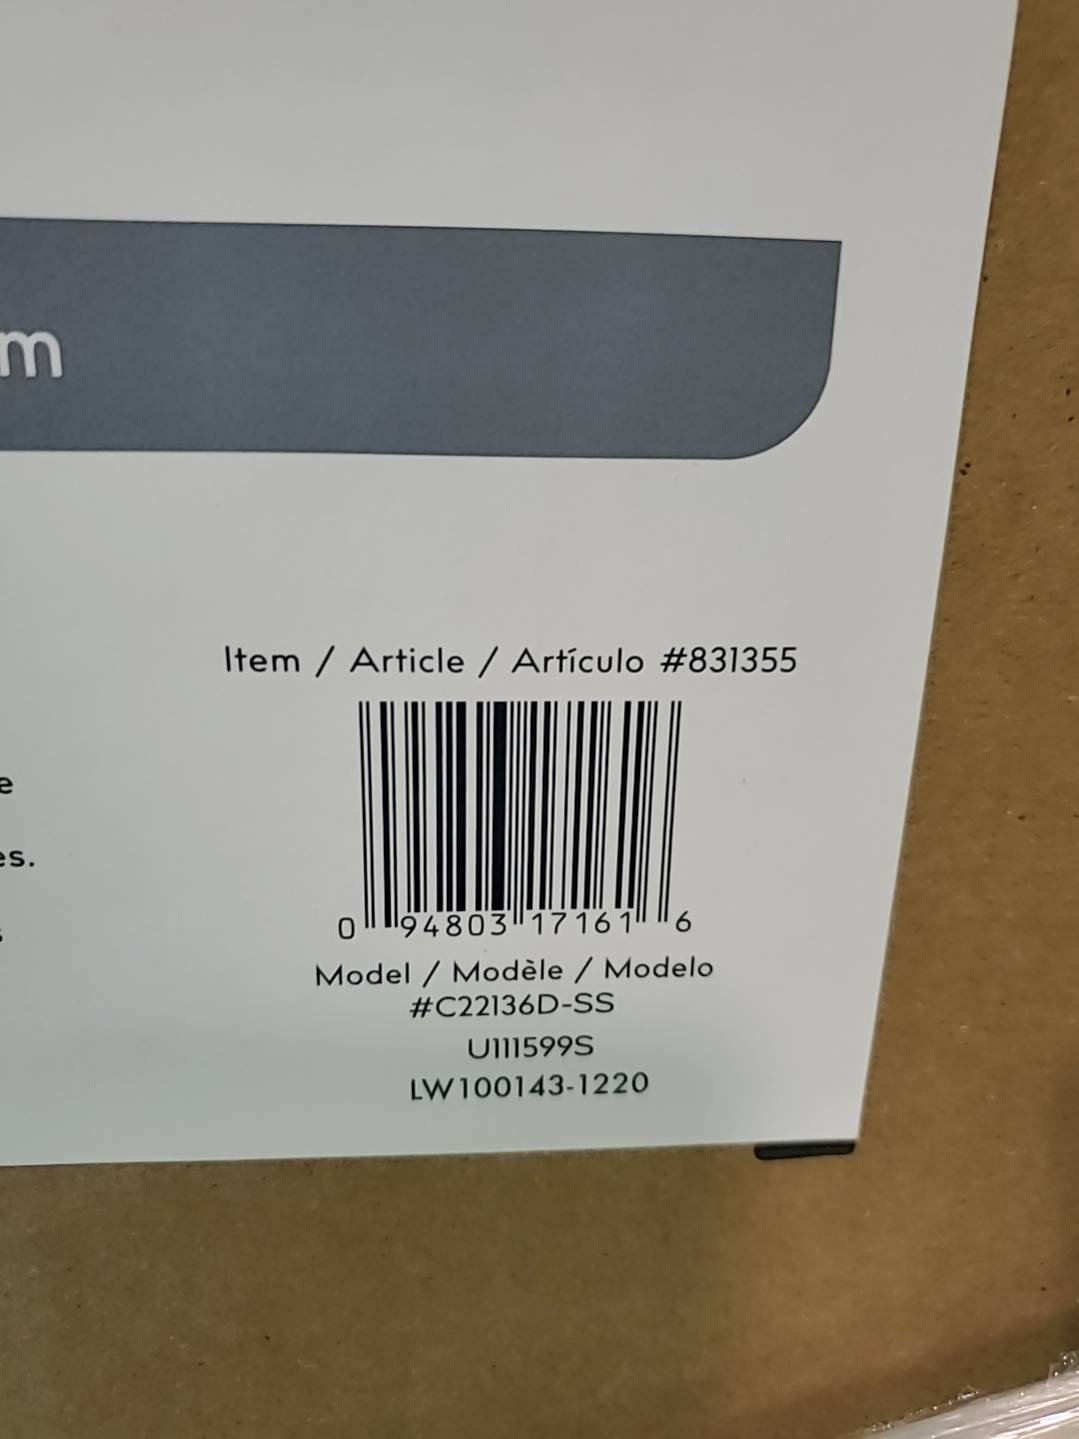 m
Item / Article / Artículo #831355
e
es.
0 94803 17161 6
Model / Modèle / Modelo
#C22136D-SS
U111599S
LW100143-1220